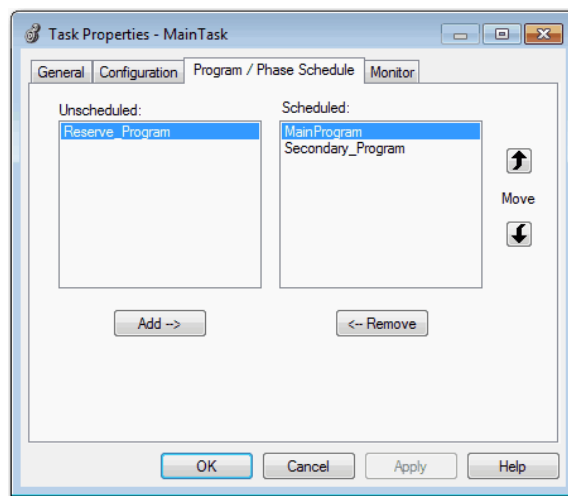 Task Properties - MainTask
General Configuration Program / Phase Schedule Monitor
Unscheduled: Scheduled:
Reserve_Program MainProgram
Secondary_Program
Move
Add --> <-- Remove
OK Cancel Apply Help